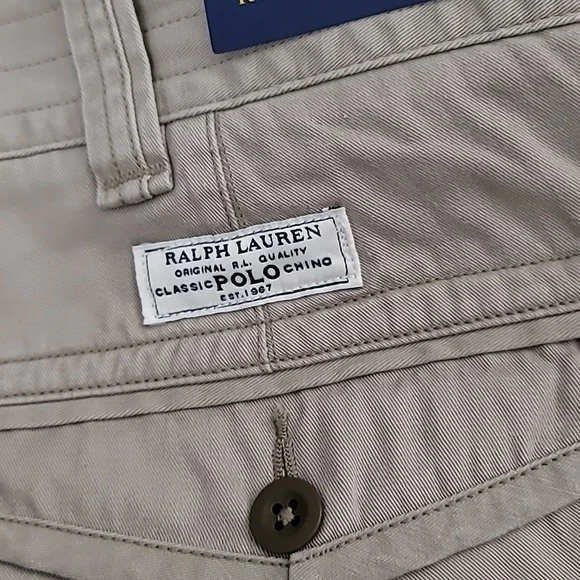 RALPH LAUREN
ORIGINAL R.L. QUALITY
CLASSIC POLO CHINO
EST. 1967